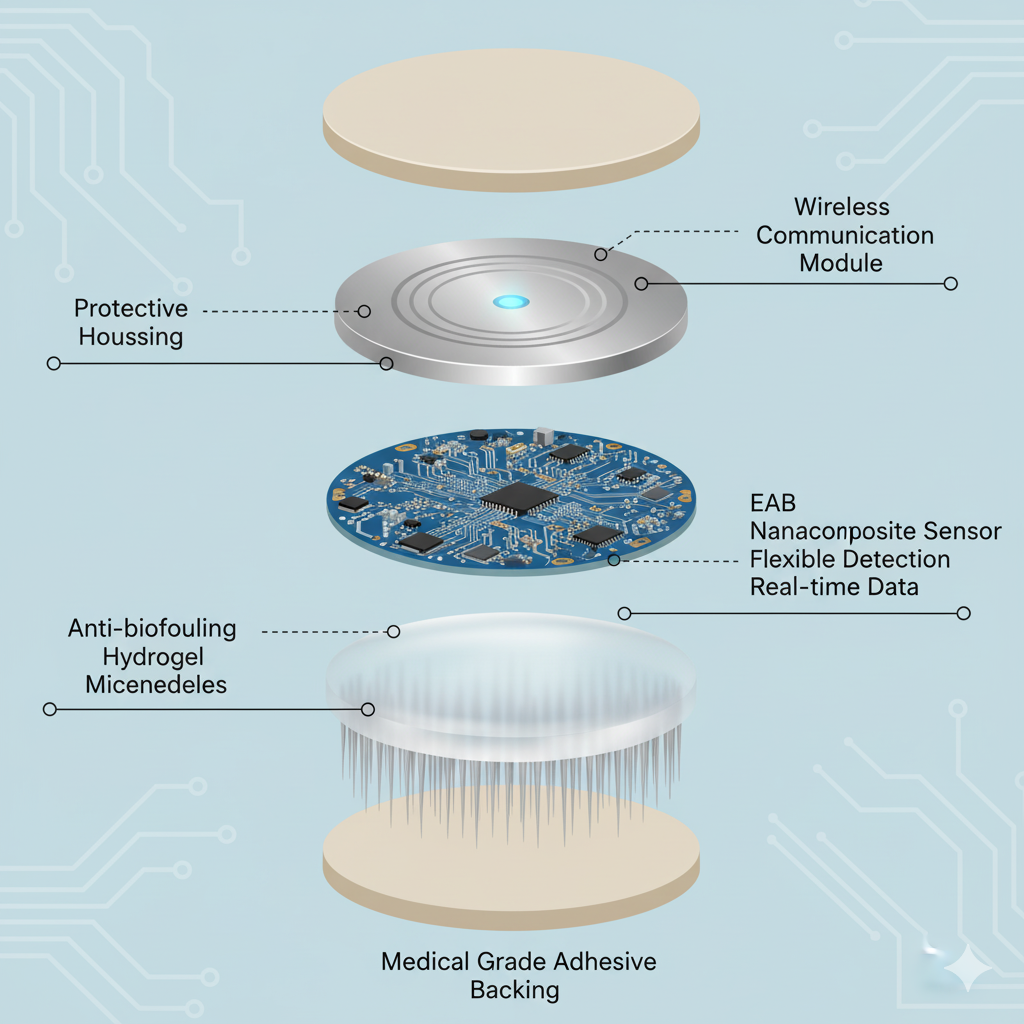 Wireless
Communication
Module
Protective
Houssing
EAB
Nanaconposite Sensor
Flexible Detection
Real-time Data
Anti-biofouling
Hydrogel
Micenedeles
Medical Grade Adhesive
Backing